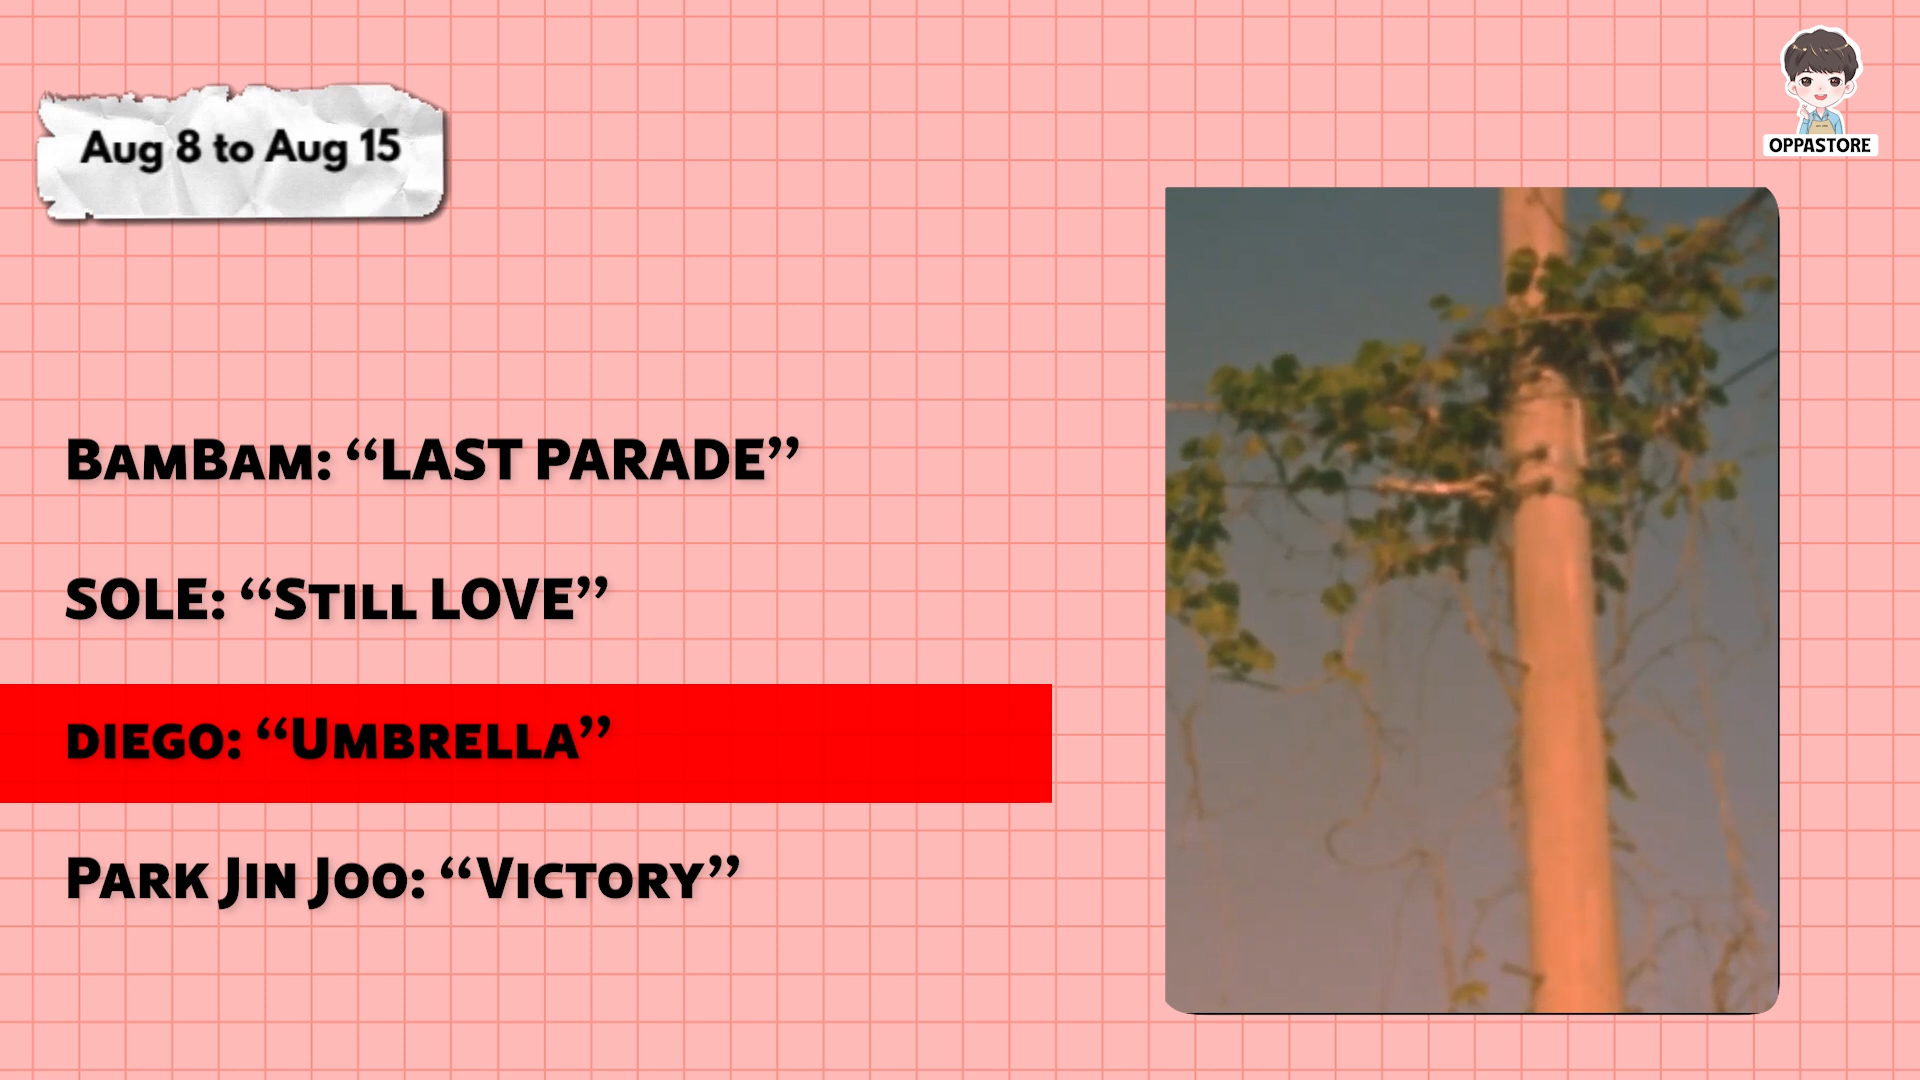 Aug 8 to Aug 15
OPPASTORE
BamBam: “LAST PARADE”
SOLE: “Still LOVE”
diego: “Umbrella”
Park Jin Joo: “Victory”